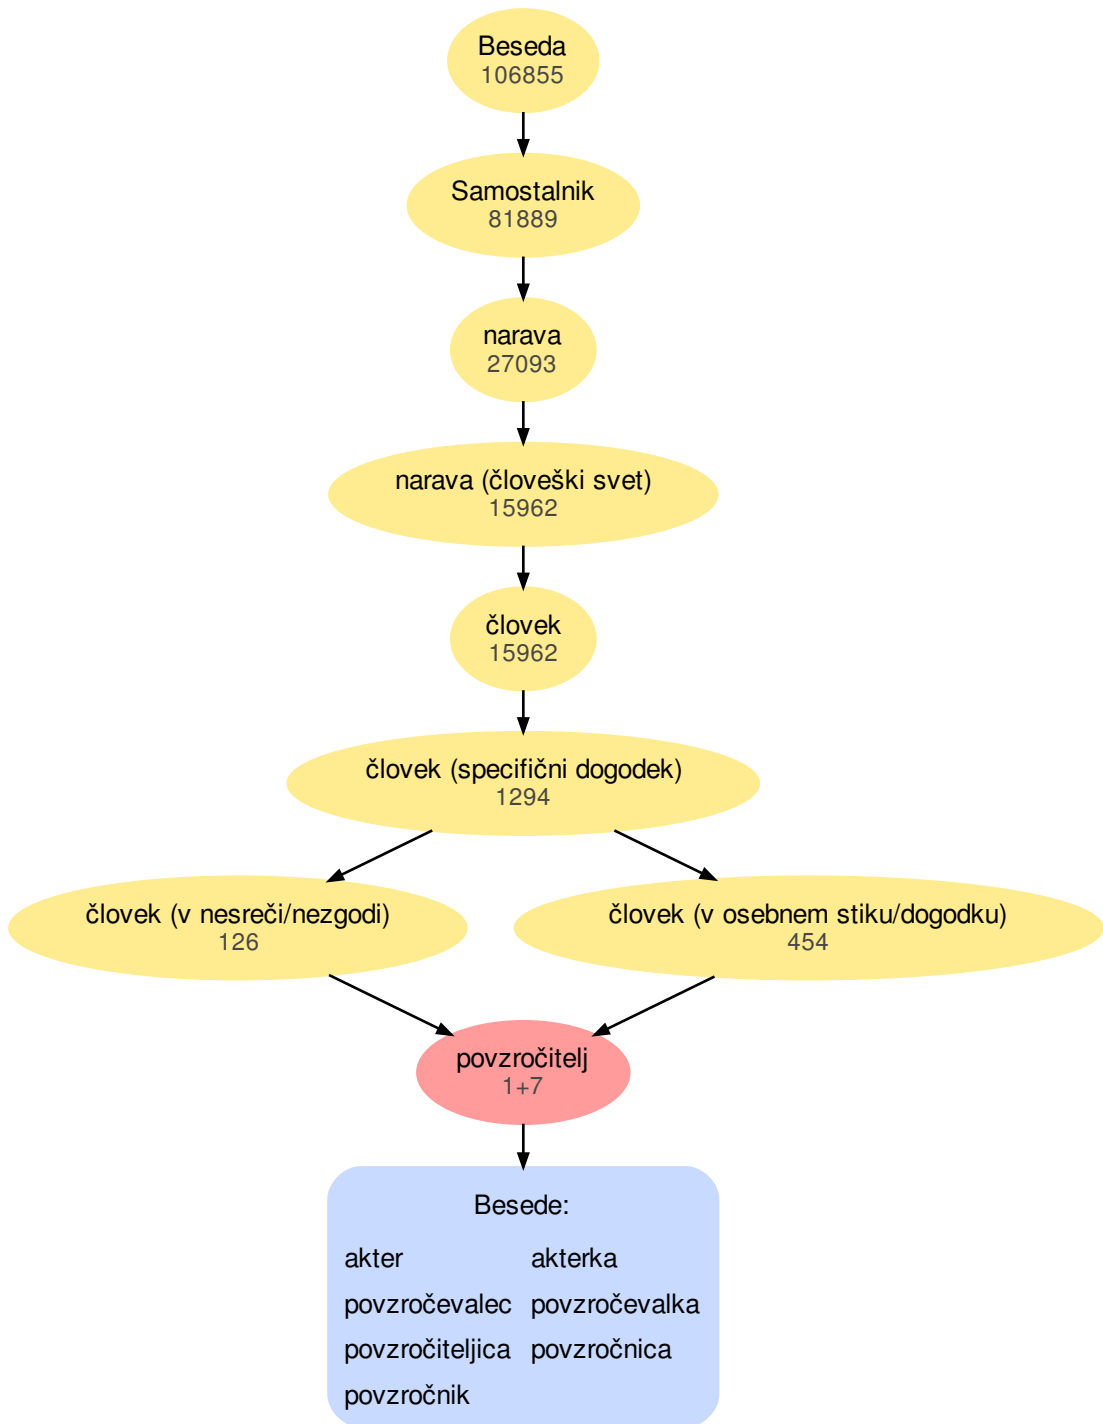 Beseda
106855
Samostalnik
81889
narava
27093
narava (človeški svet)
15962
človek
15962
človek (specifični dogodek)
1294
človek (v nesreči/nezgodi)
126
človek (v osebnem stiku/dogodku)
454
povzročitelj
1+7
Besede:
akter akterka
povzročevalec povzročevalka
povzročiteljica povzročnica
povzročnik